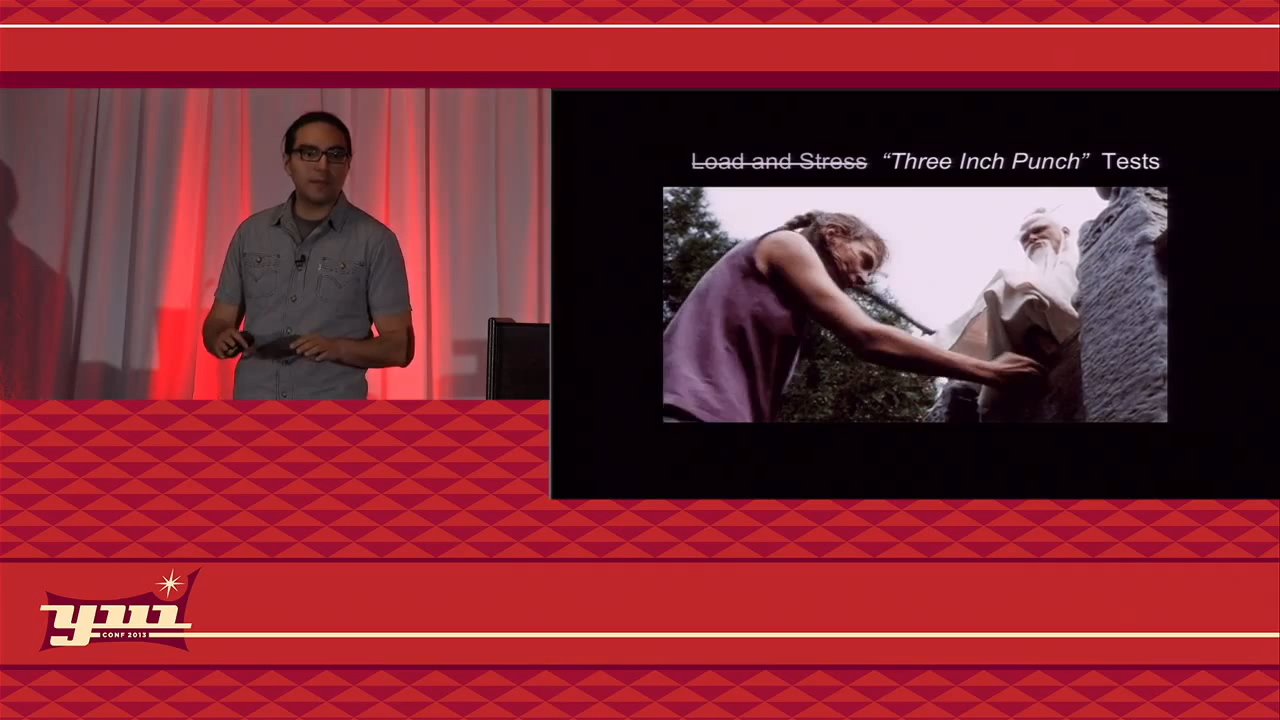 Load and Stress “Three Inch Punch” Tests
yui
CONF 2013